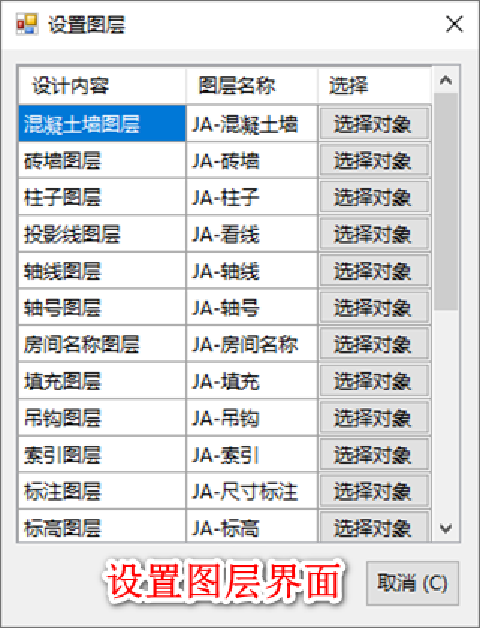 设置图层
设计内容 图层名称 选择
混凝土墙图层 JA-混凝土墙 选择对象
砖墙图层 JA-砖墙 选择对象
柱子图层 JA-柱子 选择对象
投影线图层 JA-看线 选择对象
轴线图层 JA-轴线 选择对象
轴号图层 JA-轴号 选择对象
房间名称图层 JA-房间名称 选择对象
填充图层 JA-填充 选择对象
吊钩图层 JA-吊钩 选择对象
索引图层 JA-索引 选择对象
标注图层 JA-尺寸标注 选择对象
标高图层 JA-标高 选择对象
设置图层界面 取消 (C)